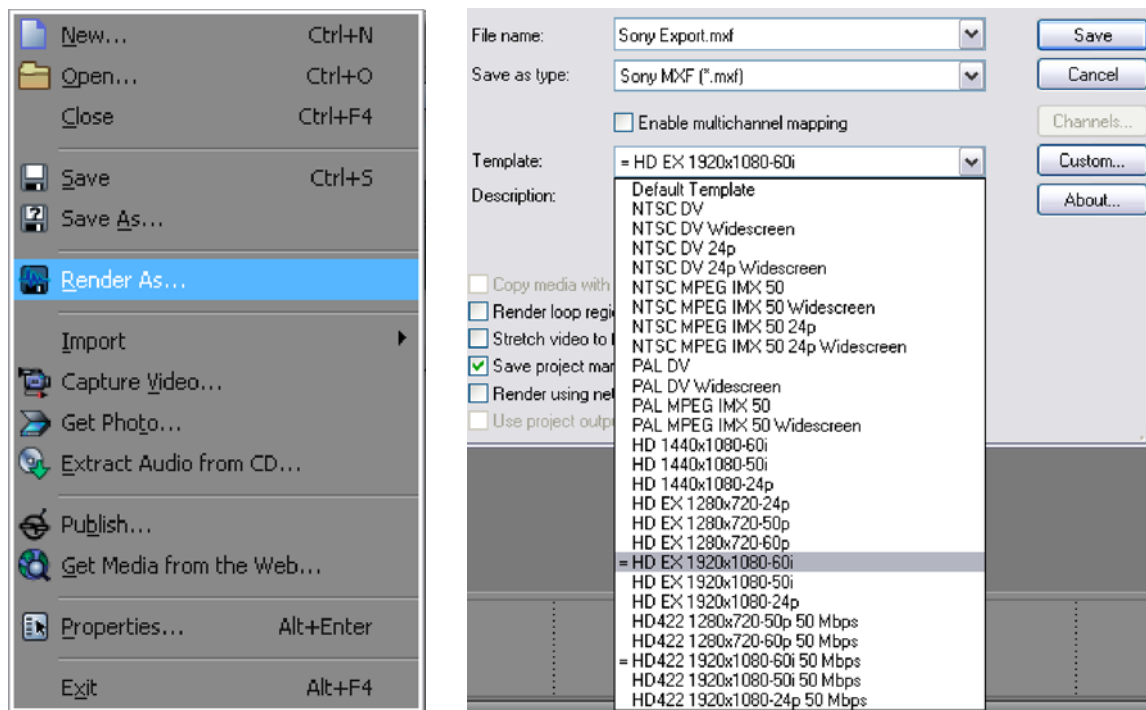 New... Ctrl+N
Open... Ctrl+O
Close Ctrl+F4
Save Ctrl+S
Save As...
Render As...
Import
Capture Video...
Get Photo...
Extract Audio from CD...
Publish...
Get Media from the Web...
Properties... Alt+Enter
Exit Alt+F4
File name: Sony Export.mxf Save
Save as type: Sony MXF (*.mxf) Cancel
Enable multichannel mapping Channels...
Template: = HD EX 1920x1080-60i Custom...
Description: About...
Copy media with
Render loop regi
Stretch video to
Save project mar
Render using net
Use project outp
Default Template
NTSC DV
NTSC DV Widescreen
NTSC DV 24p
NTSC DV 24p Widescreen
NTSC MPEG IMX 50
NTSC MPEG IMX 50 Widescreen
NTSC MPEG IMX 50 24p
NTSC MPEG IMX 50 24p Widescreen
PAL DV
PAL DV Widescreen
PAL MPEG IMX 50
PAL MPEG IMX 50 Widescreen
HD 1440x1080-60i
HD 1440x1080-50i
HD 1440x1080-24p
HD EX 1280x720-24p
HD EX 1280x720-50p
HD EX 1280x720-60p
= HD EX 1920x1080-60i
HD EX 1920x1080-50i
HD EX 1920x1080-24p
HD422 1280x720-50p 50 Mbps
HD422 1280x720-60p 50 Mbps
= HD422 1920x1080-60i 50 Mbps
HD422 1920x1080-50i 50 Mbps
HD422 1920x1080-24p 50 Mbps